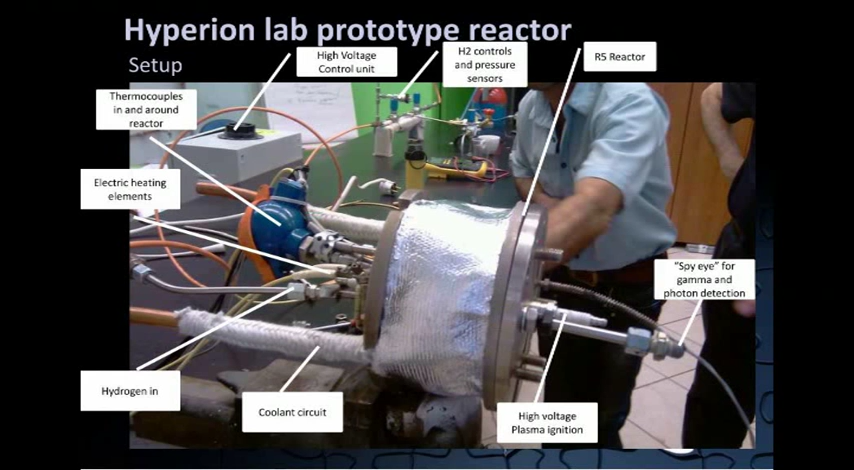 Hyperion lab prototype reactor
Setup
High Voltage
Control unit
H2 controls
and pressure
sensors
R5 Reactor
Thermocouples
in and around
reactor
Electric heating
elements
"Spy eye" for
gamma and
photon detection
Hydrogen in
Coolant circuit
High voltage
Plasma ignition